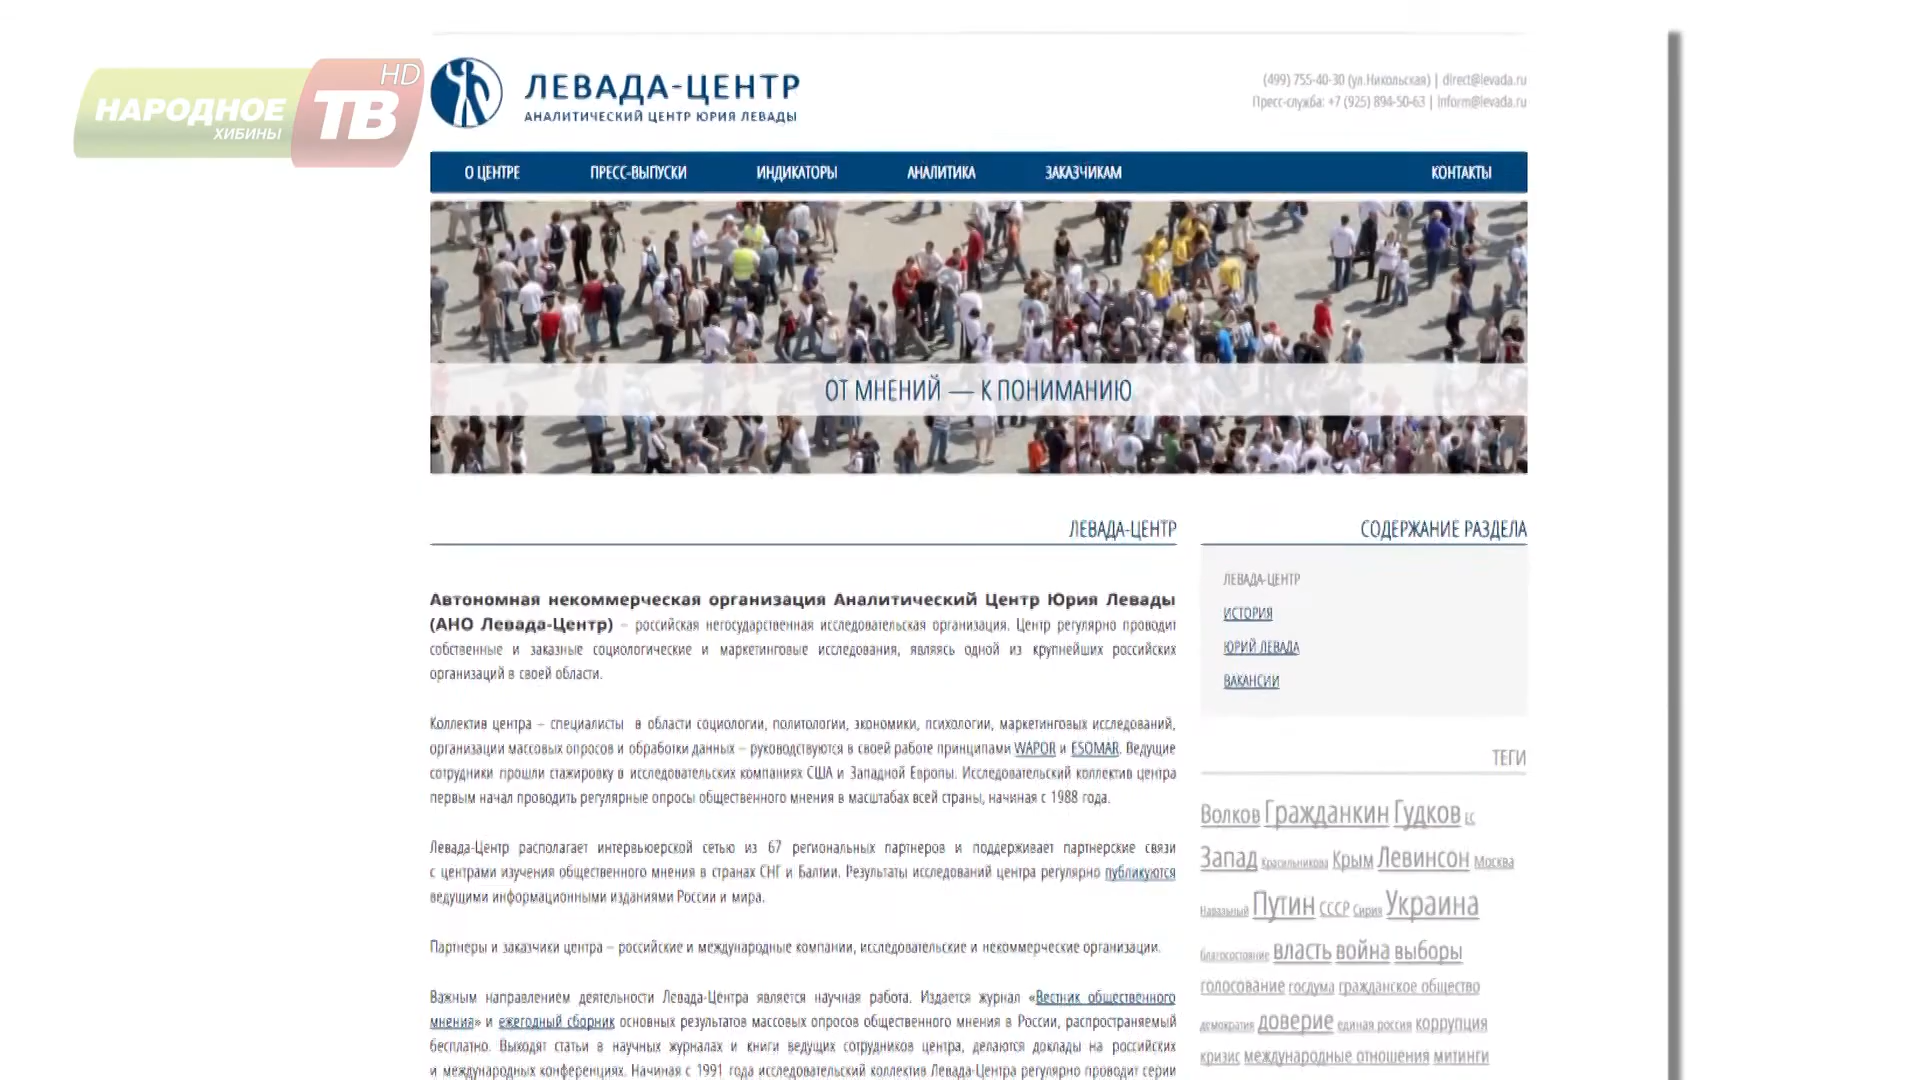 НАРОДНОЕ
ХИБИНЫ
ТВ
HD
ЛЕВАДА-ЦЕНТР
АНАЛИТИЧЕСКИЙ ЦЕНТР ЮРИЯ ЛЕВАДЫ
(499) 755-40-30 (ул.Никольская) | direct@levada.ru
Пресс-служба: +7 (925) 894-50-63 | inform@levada.ru
О ЦЕНТРЕ
ПРЕСС-ВЫПУСКИ
ИНДИКАТОРЫ
АНАЛИТИКА
ЗАКАЗЧИКАМ
КОНТАКТЫ
ОТ МНЕНИЙ — К ПОНИМАНИЮ
ЛЕВАДА-ЦЕНТР
Автономная некоммерческая организация Аналитический Центр Юрия Левады
(АНО Левада-Центр) – российская негосударственная исследовательская организация. Центр регулярно проводит
собственные и заказные социологические и маркетинговые исследования, являясь одной из крупнейших российских
организаций в своей области.
Коллектив центра – специалисты в области социологии, политологии, экономики, психологии, маркетинговых исследований,
организации массовых опросов и обработки данных – руководствуются в своей работе принципами WAPOR и ESOMAR. Ведущие
сотрудники прошли стажировку в исследовательских компаниях США и Западной Европы. Исследовательский коллектив центра
первым начал проводить регулярные опросы общественного мнения в масштабах всей страны, начиная с 1988 года.
Левада-Центр располагает интервьюерской сетью из 67 региональных партнеров и поддерживает партнерские связи
с центрами изучения общественного мнения в странах СНГ и Балтии. Результаты исследований центра регулярно публикуются
ведущими информационными изданиями России и мира.
Партнеры и заказчики центра – российские и международные компании, исследовательские и некоммерческие организации.
Важным направлением деятельности Левада-Центра является научная работа. Издается журнал «Вестник общественного
мнения» и ежегодный сборник основных результатов массовых опросов общественного мнения в России, распространяемый
бесплатно. Выходят статьи в научных журналах и книги ведущих сотрудников центра, делаются доклады на российских
и международных конференциях. Начиная с 1991 года исследовательский коллектив Левада-Центра регулярно проводит серии
СОДЕРЖАНИЕ РАЗДЕЛА
ЛЕВАДА-ЦЕНТР
ИСТОРИЯ
ЮРИЙ ЛЕВАДА
ВАКАНСИИ
ТЕГИ
Волков Гражданкин Гудков ЕС
Запад Красильникова Крым Левинсон Москва
Навальный Путин СССР Сирия Украина
благосостояние власть война выборы
голосование госдума гражданское общество
демократия доверие единая россия коррупция
кризис международные отношения митинги